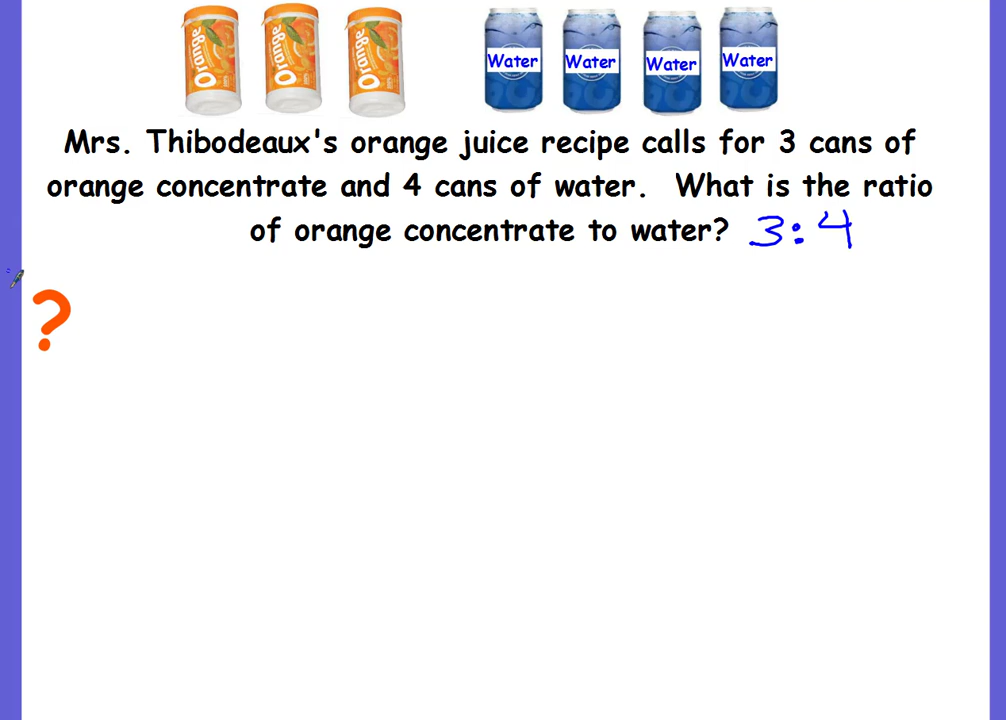 Orange Orange Orange Water Water Water Water
Mrs. Thibodeaux's orange juice recipe calls for 3 cans of
orange concentrate and 4 cans of water. What is the ratio
of orange concentrate to water? 3:4
?